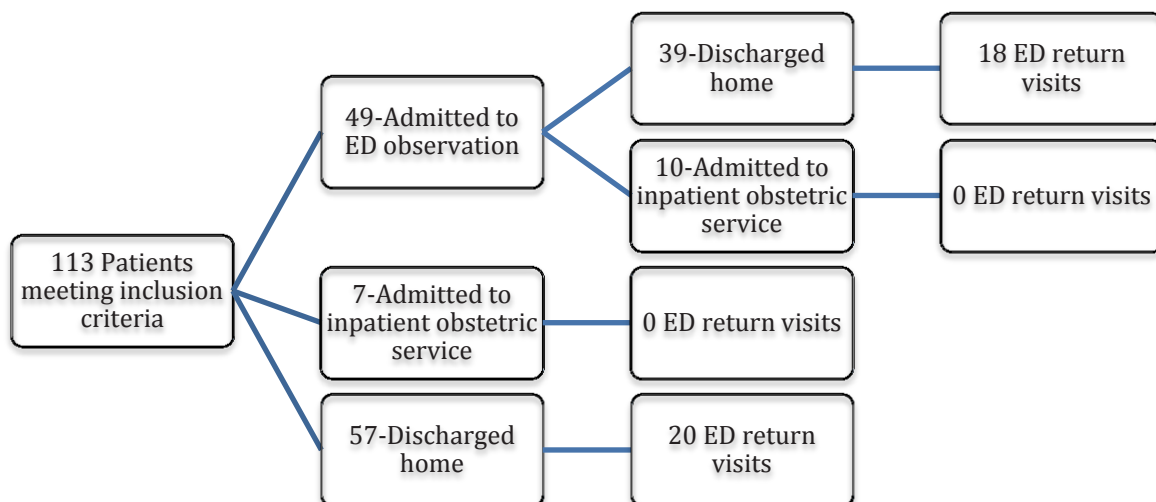 113 Patients
meeting inclusion
criteria
49-Admitted to
ED observation
39-Discharged
home
18 ED return
visits
10-Admitted to
inpatient obstetric
service
0 ED return visits
7-Admitted to
inpatient obstetric
service
0 ED return visits
57-Discharged
home
20 ED return
visits